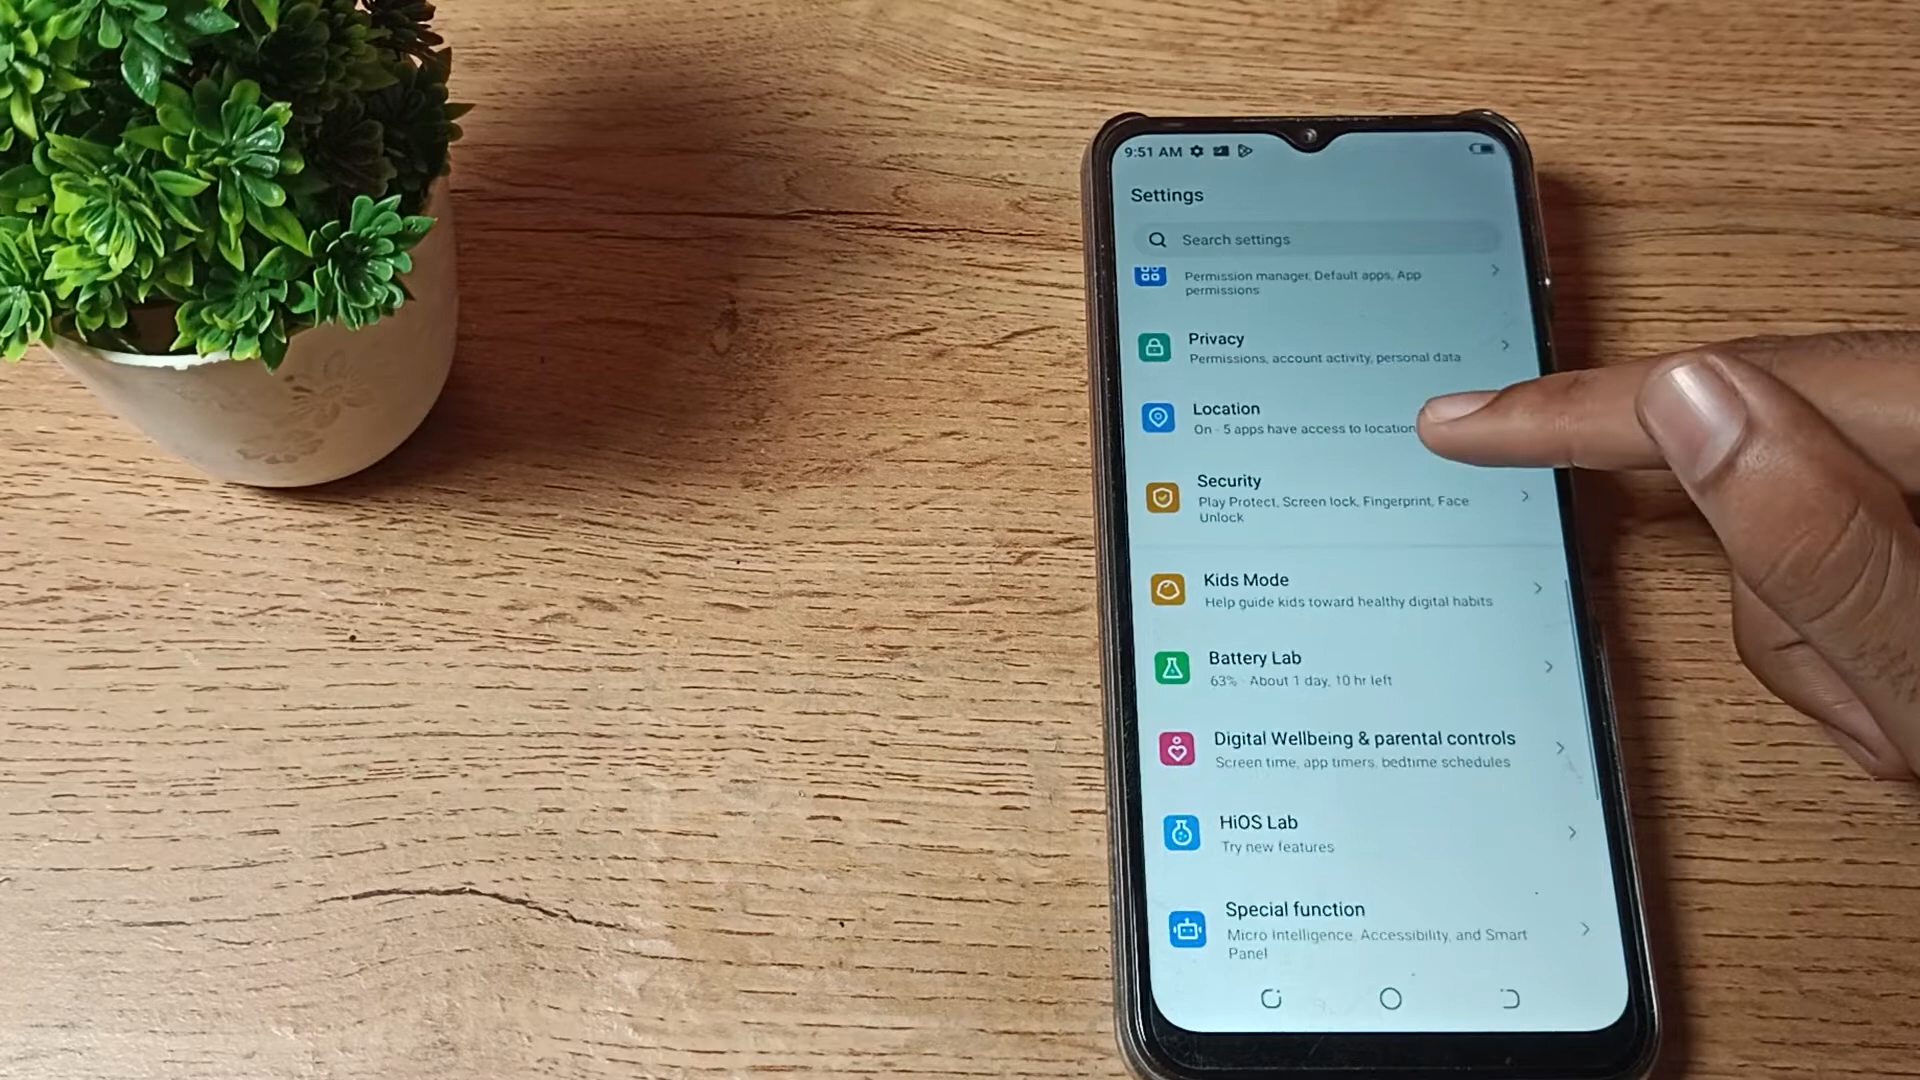 9:51 AM
Settings
Search settings
Permission manager, Default apps, App
permissions
Privacy
Permissions, account activity, personal data
Location
On · 5 apps have access to location
Security
Play Protect, Screen lock, Fingerprint, Face
Unlock
Kids Mode
Help guide kids toward healthy digital habits
Battery Lab
63% · About 1 day, 10 hr left
Digital Wellbeing & parental controls
Screen time, app timers, bedtime schedules
HiOS Lab
Try new features
Special function
Micro Intelligence, Accessibility, and Smart
Panel